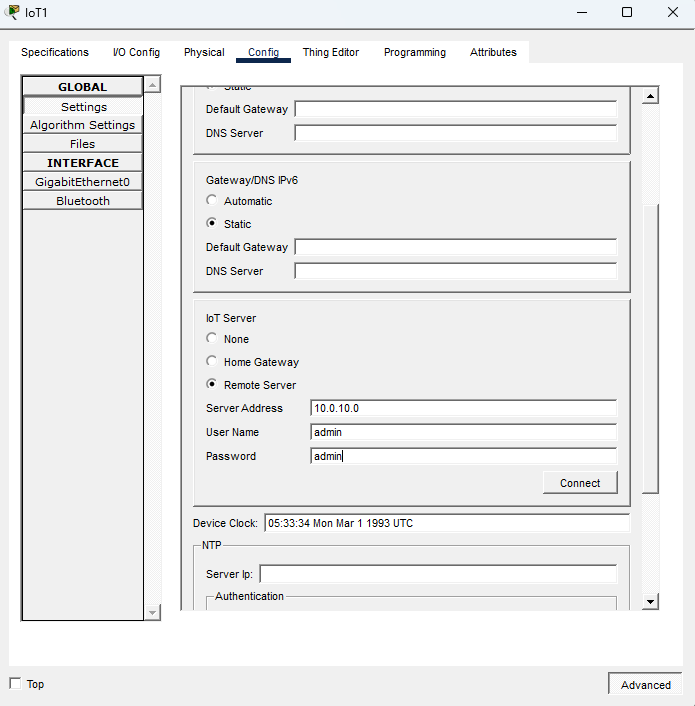 IoT1
Specifications I/O Config Physical Config Thing Editor Programming Attributes
GLOBAL
Settings
Algorithm Settings
Files
INTERFACE
GigabitEthernet0
Bluetooth
Static
Default Gateway
DNS Server
Gateway/DNS IPv6
Automatic
Static
Default Gateway
DNS Server
IoT Server
None
Home Gateway
Remote Server
Server Address 10.0.10.0
User Name admin
Password admin
Connect
Device Clock: 05:33:34 Mon Mar 1 1993 UTC
NTP
Server Ip:
Authentication
Top
Advanced